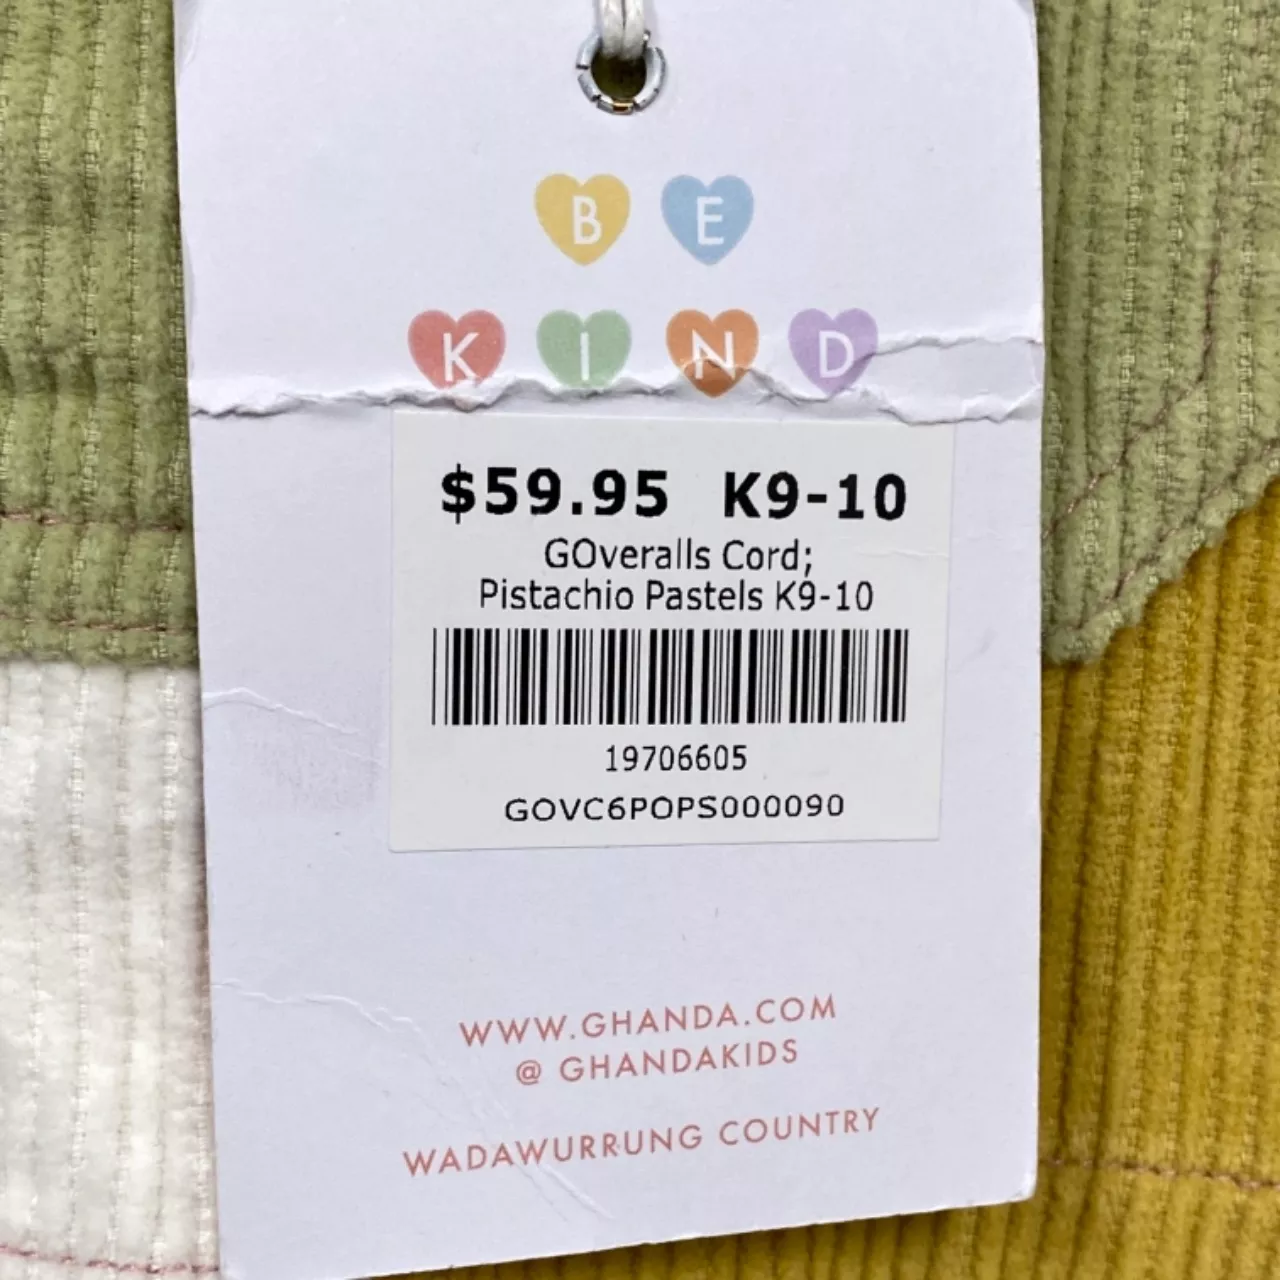 BE
KIND
$59.95 K9-10
GOveralls Cord;
Pistachio Pastels K9-10
19706605
GOVC6POPS000090
WWW.GHANDA.COM
@ GHANDAKIDS
WADAWURRUNG COUNTRY